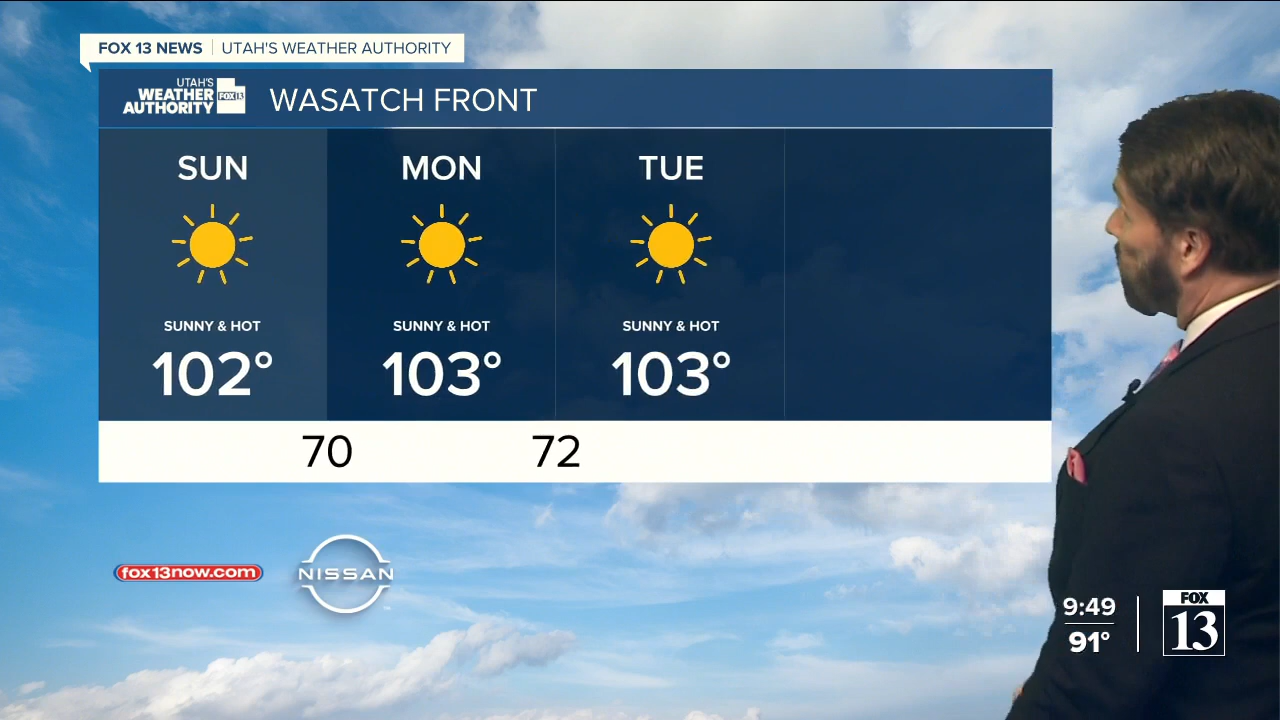 FOX 13 NEWS | UTAH'S WEATHER AUTHORITY
UTAH'S
WEATHER
AUTHORITY
FOX 13
WASATCH FRONT
SUN MON TUE
SUNNY & HOT SUNNY & HOT SUNNY & HOT
102° 103° 103°
70 72
fox13now.com
NISSAN
9:49
91°
FOX
13